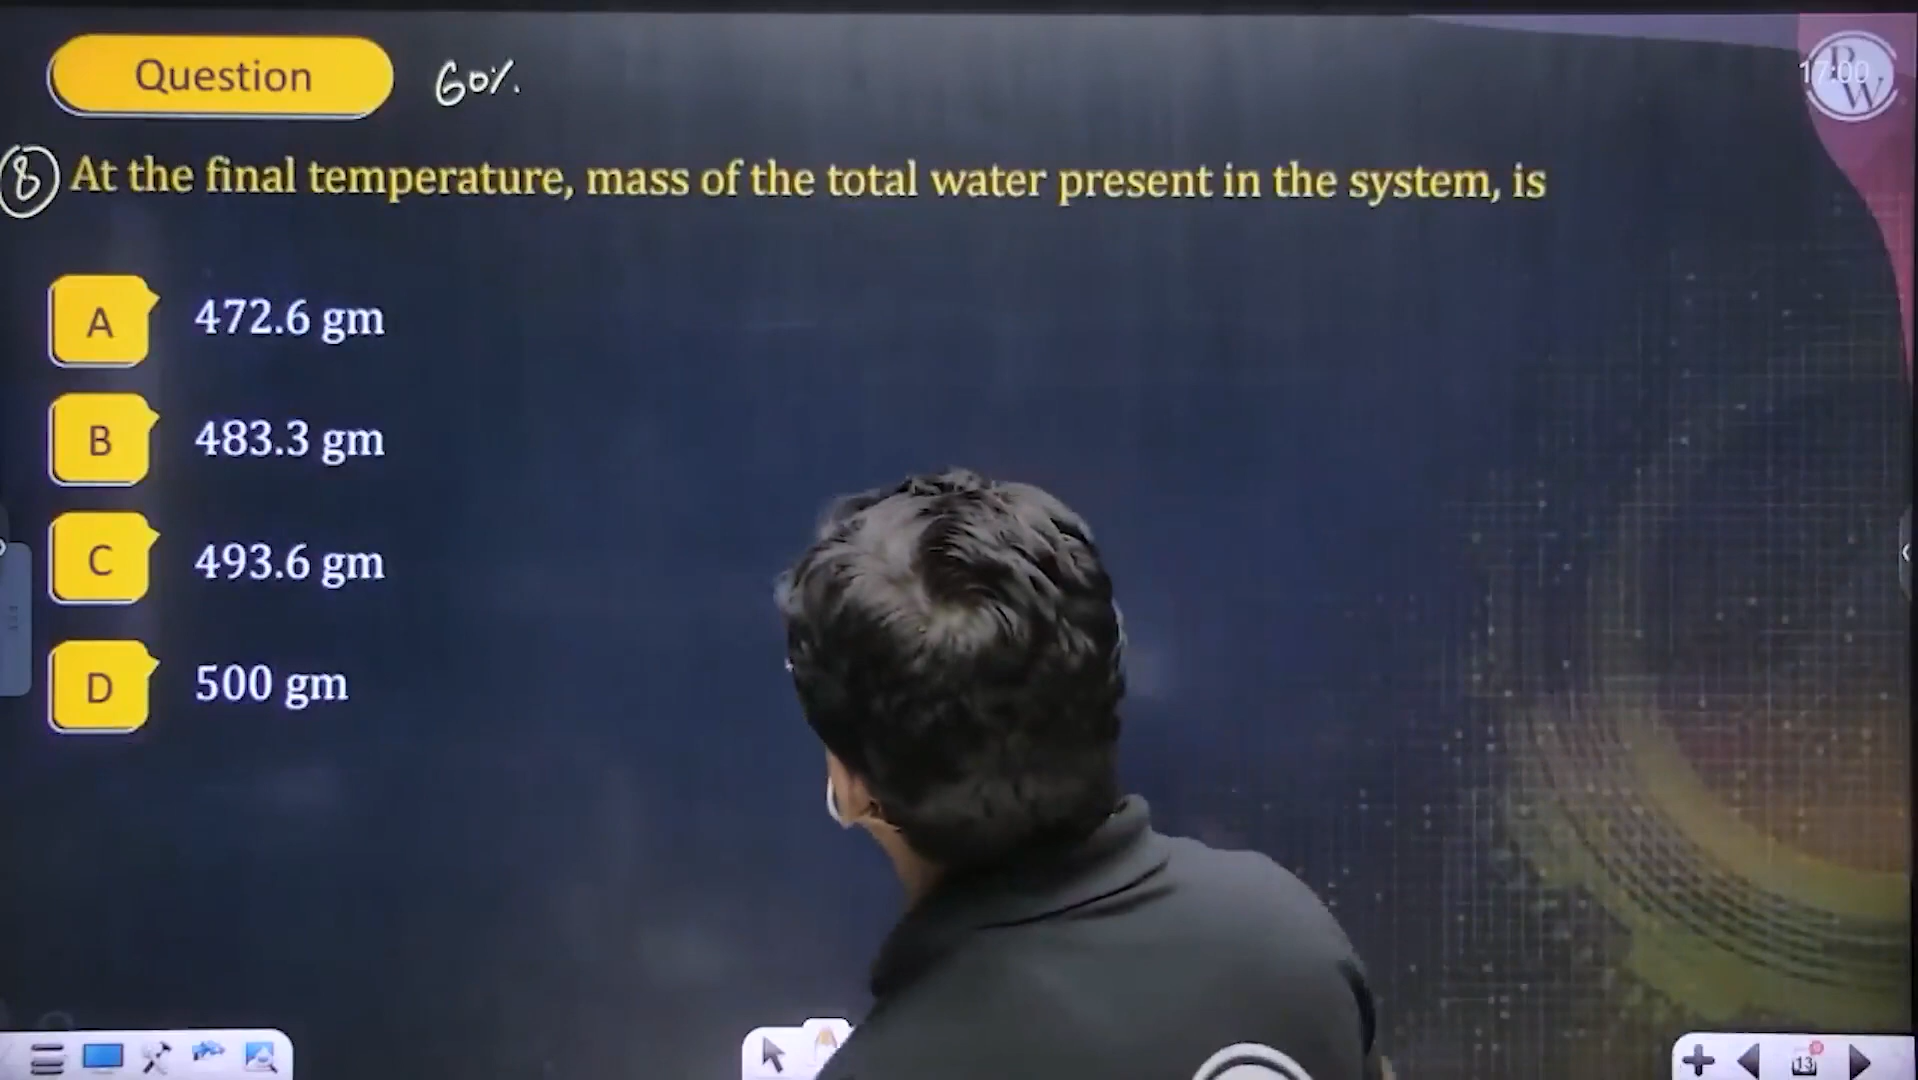 Question 60%.
17:00
PW
8 At the final temperature, mass of the total water present in the system, is
A 472.6 gm
B 483.3 gm
C 493.6 gm
D 500 gm
13